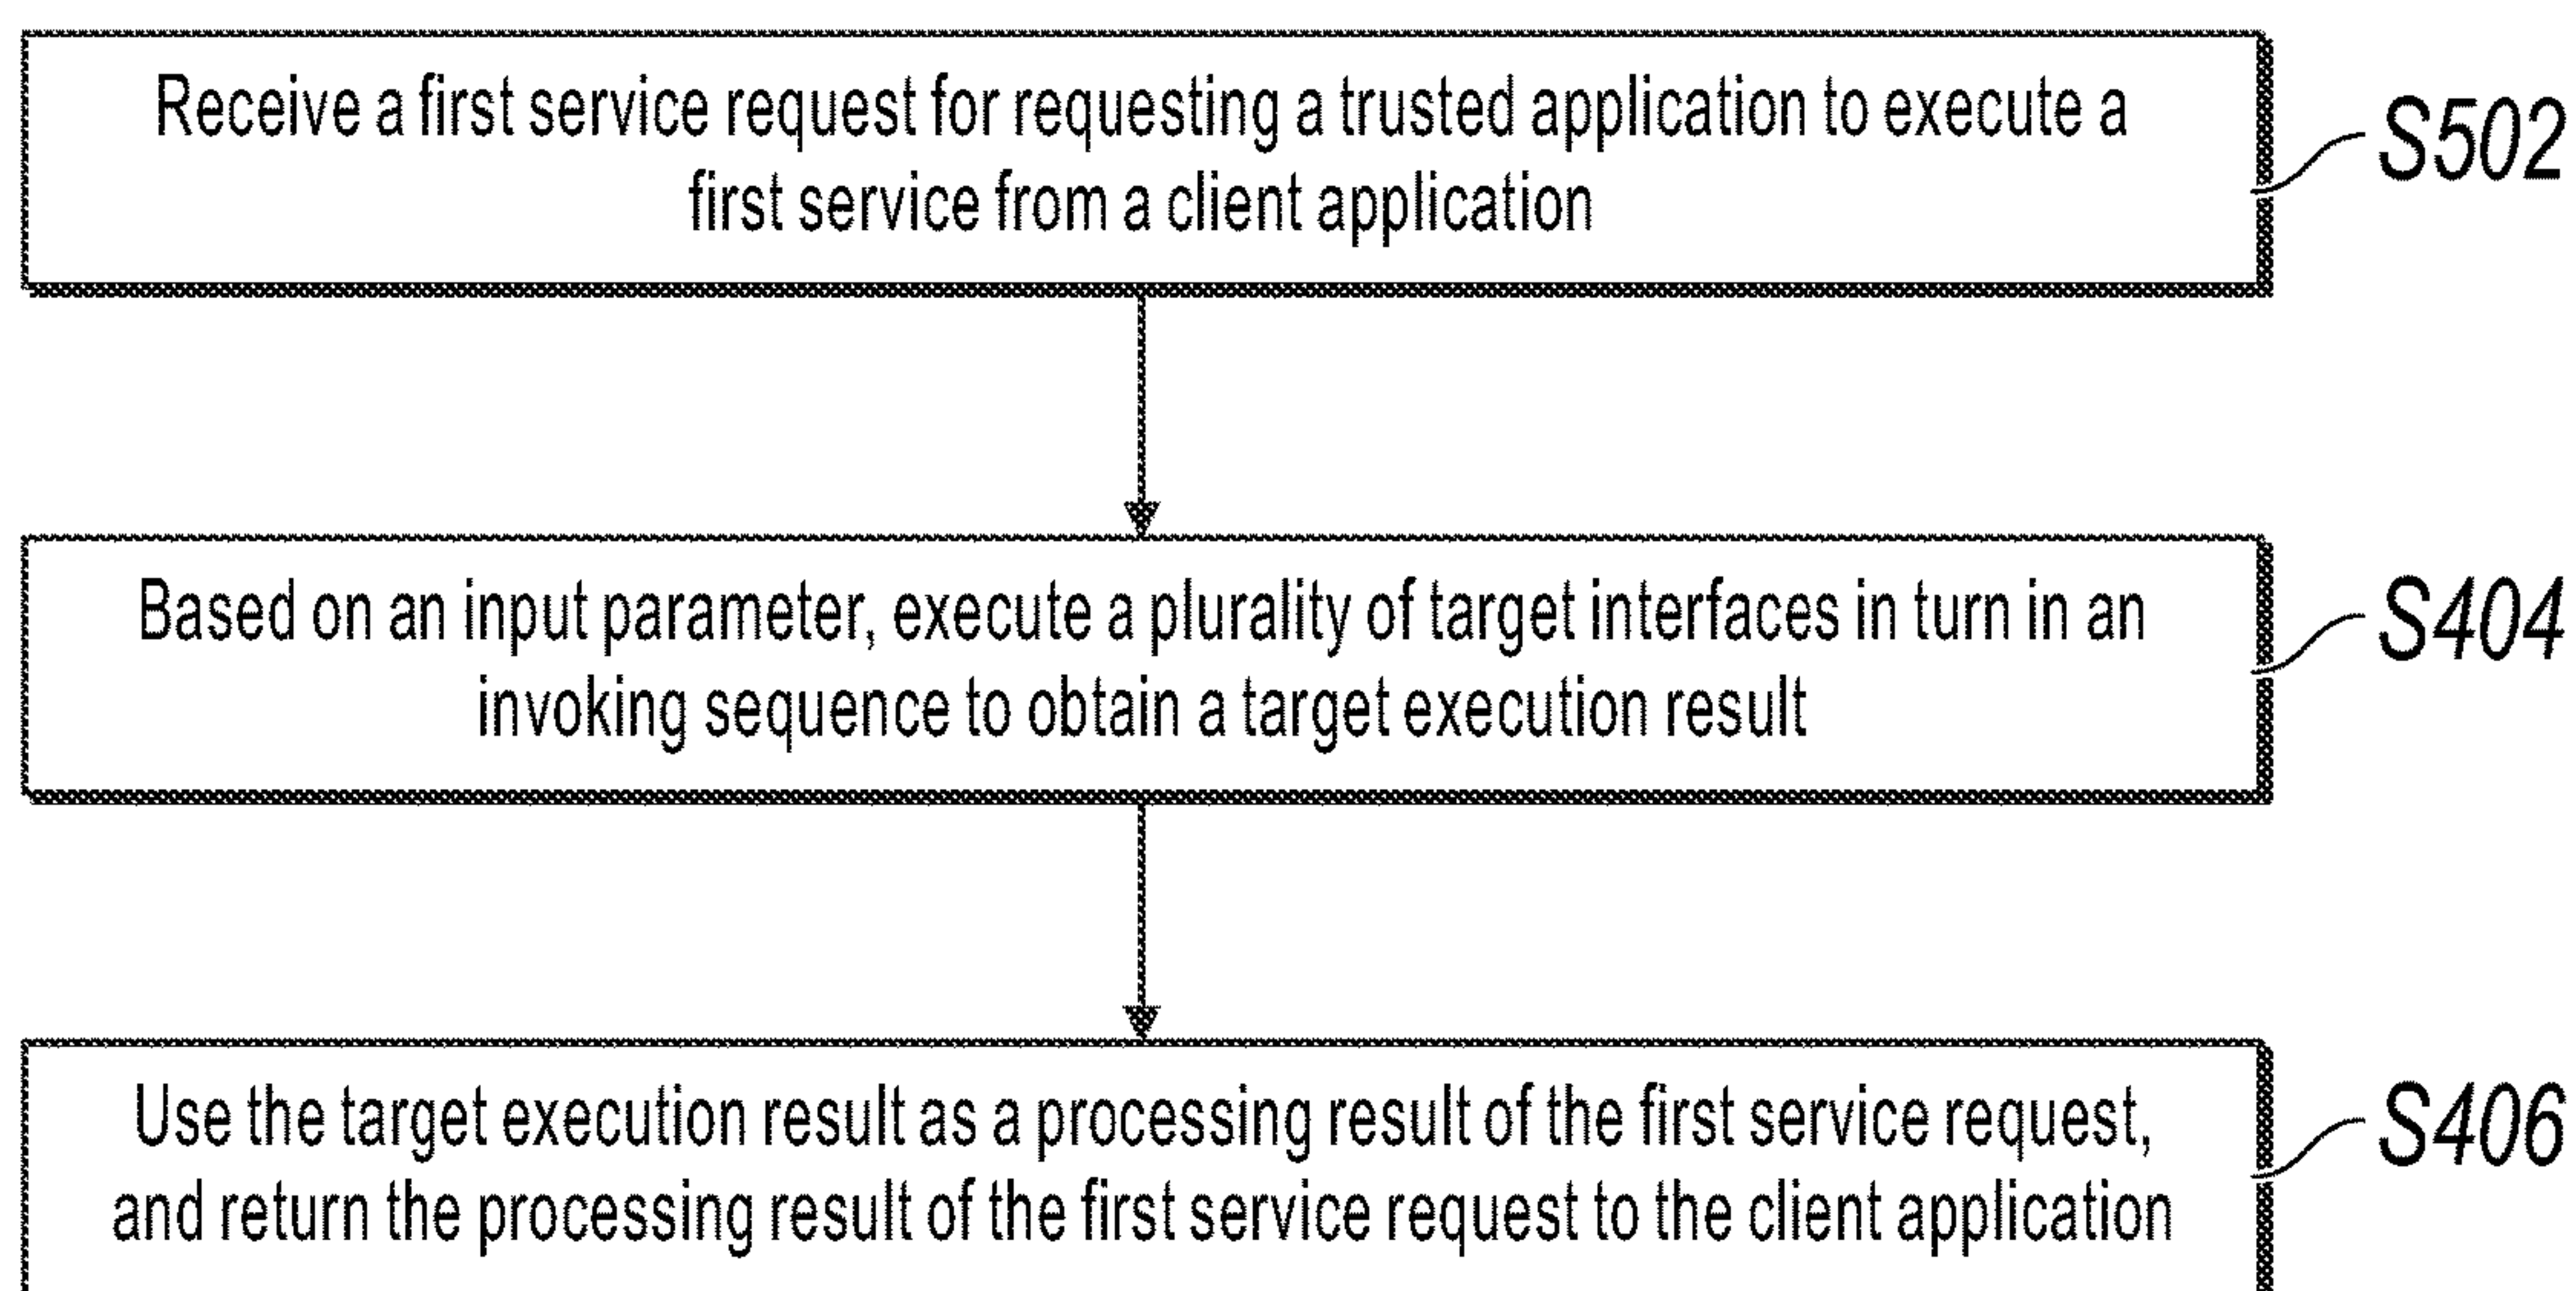 Receive a first service request for requesting a trusted application to execute a
first service from a client application
S502
Based on an input parameter, execute a plurality of target interfaces in turn in an
invoking sequence to obtain a target execution result
S404
Use the target execution result as a processing result of the first service request,
and return the processing result of the first service request to the client application
S406